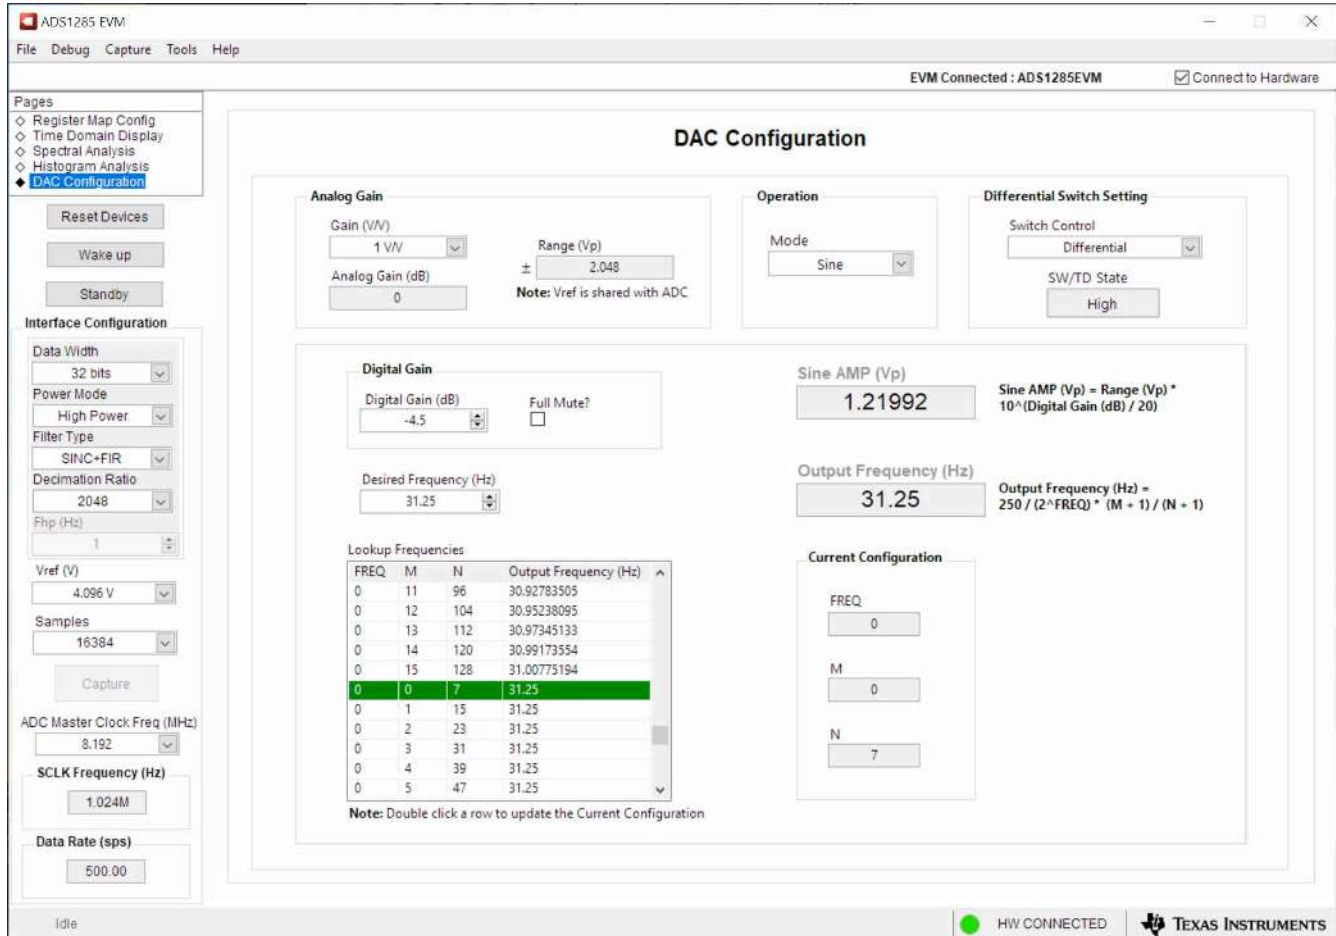 ADS1285 EVM
File Debug Capture Tools Help
EVM Connected : ADS1285EVM Connect to Hardware
Pages
Register Map Config
Time Domain Display
Spectral Analysis
Histogram Analysis
DAC Configuration
Reset Devices
Wake up
Standby
Interface Configuration
Data Width
32 bits
Power Mode
High Power
Filter Type
SINC+FIR
Decimation Ratio
2048
Fhp (Hz)
1
Vref (V)
4.096 V
Samples
16384
Capture
ADC Master Clock Freq (MHz)
8.192
SCLK Frequency (Hz)
1.024M
Data Rate (sps)
500.00
DAC Configuration
Analog Gain
Gain (V/V)
1 V/V
Analog Gain (dB)
0
Range (Vp)
± 2.048
Note: Vref is shared with ADC
Operation
Mode
Sine
Differential Switch Setting
Switch Control
Differential
SW/TD State
High
Digital Gain
Digital Gain (dB)
-4.5
Full Mute?
Desired Frequency (Hz)
31.25
Sine AMP (Vp)
1.21992
Sine AMP (Vp) = Range (Vp) *
10^(Digital Gain (dB) / 20)
Output Frequency (Hz)
31.25
Output Frequency (Hz) =
250 / (2^FREQ) * (M + 1) / (N + 1)
Lookup Frequencies
FREQ M N Output Frequency (Hz)
0 11 96 30.92783505
0 12 104 30.95238095
0 13 112 30.97345133
0 14 120 30.99173554
0 15 128 31.00775194
0 0 7 31.25
0 1 15 31.25
0 2 23 31.25
0 3 31 31.25
0 4 39 31.25
0 5 47 31.25
Note: Double click a row to update the Current Configuration
Current Configuration
FREQ
0
M
0
N
7
Idle HW CONNECTED TEXAS INSTRUMENTS